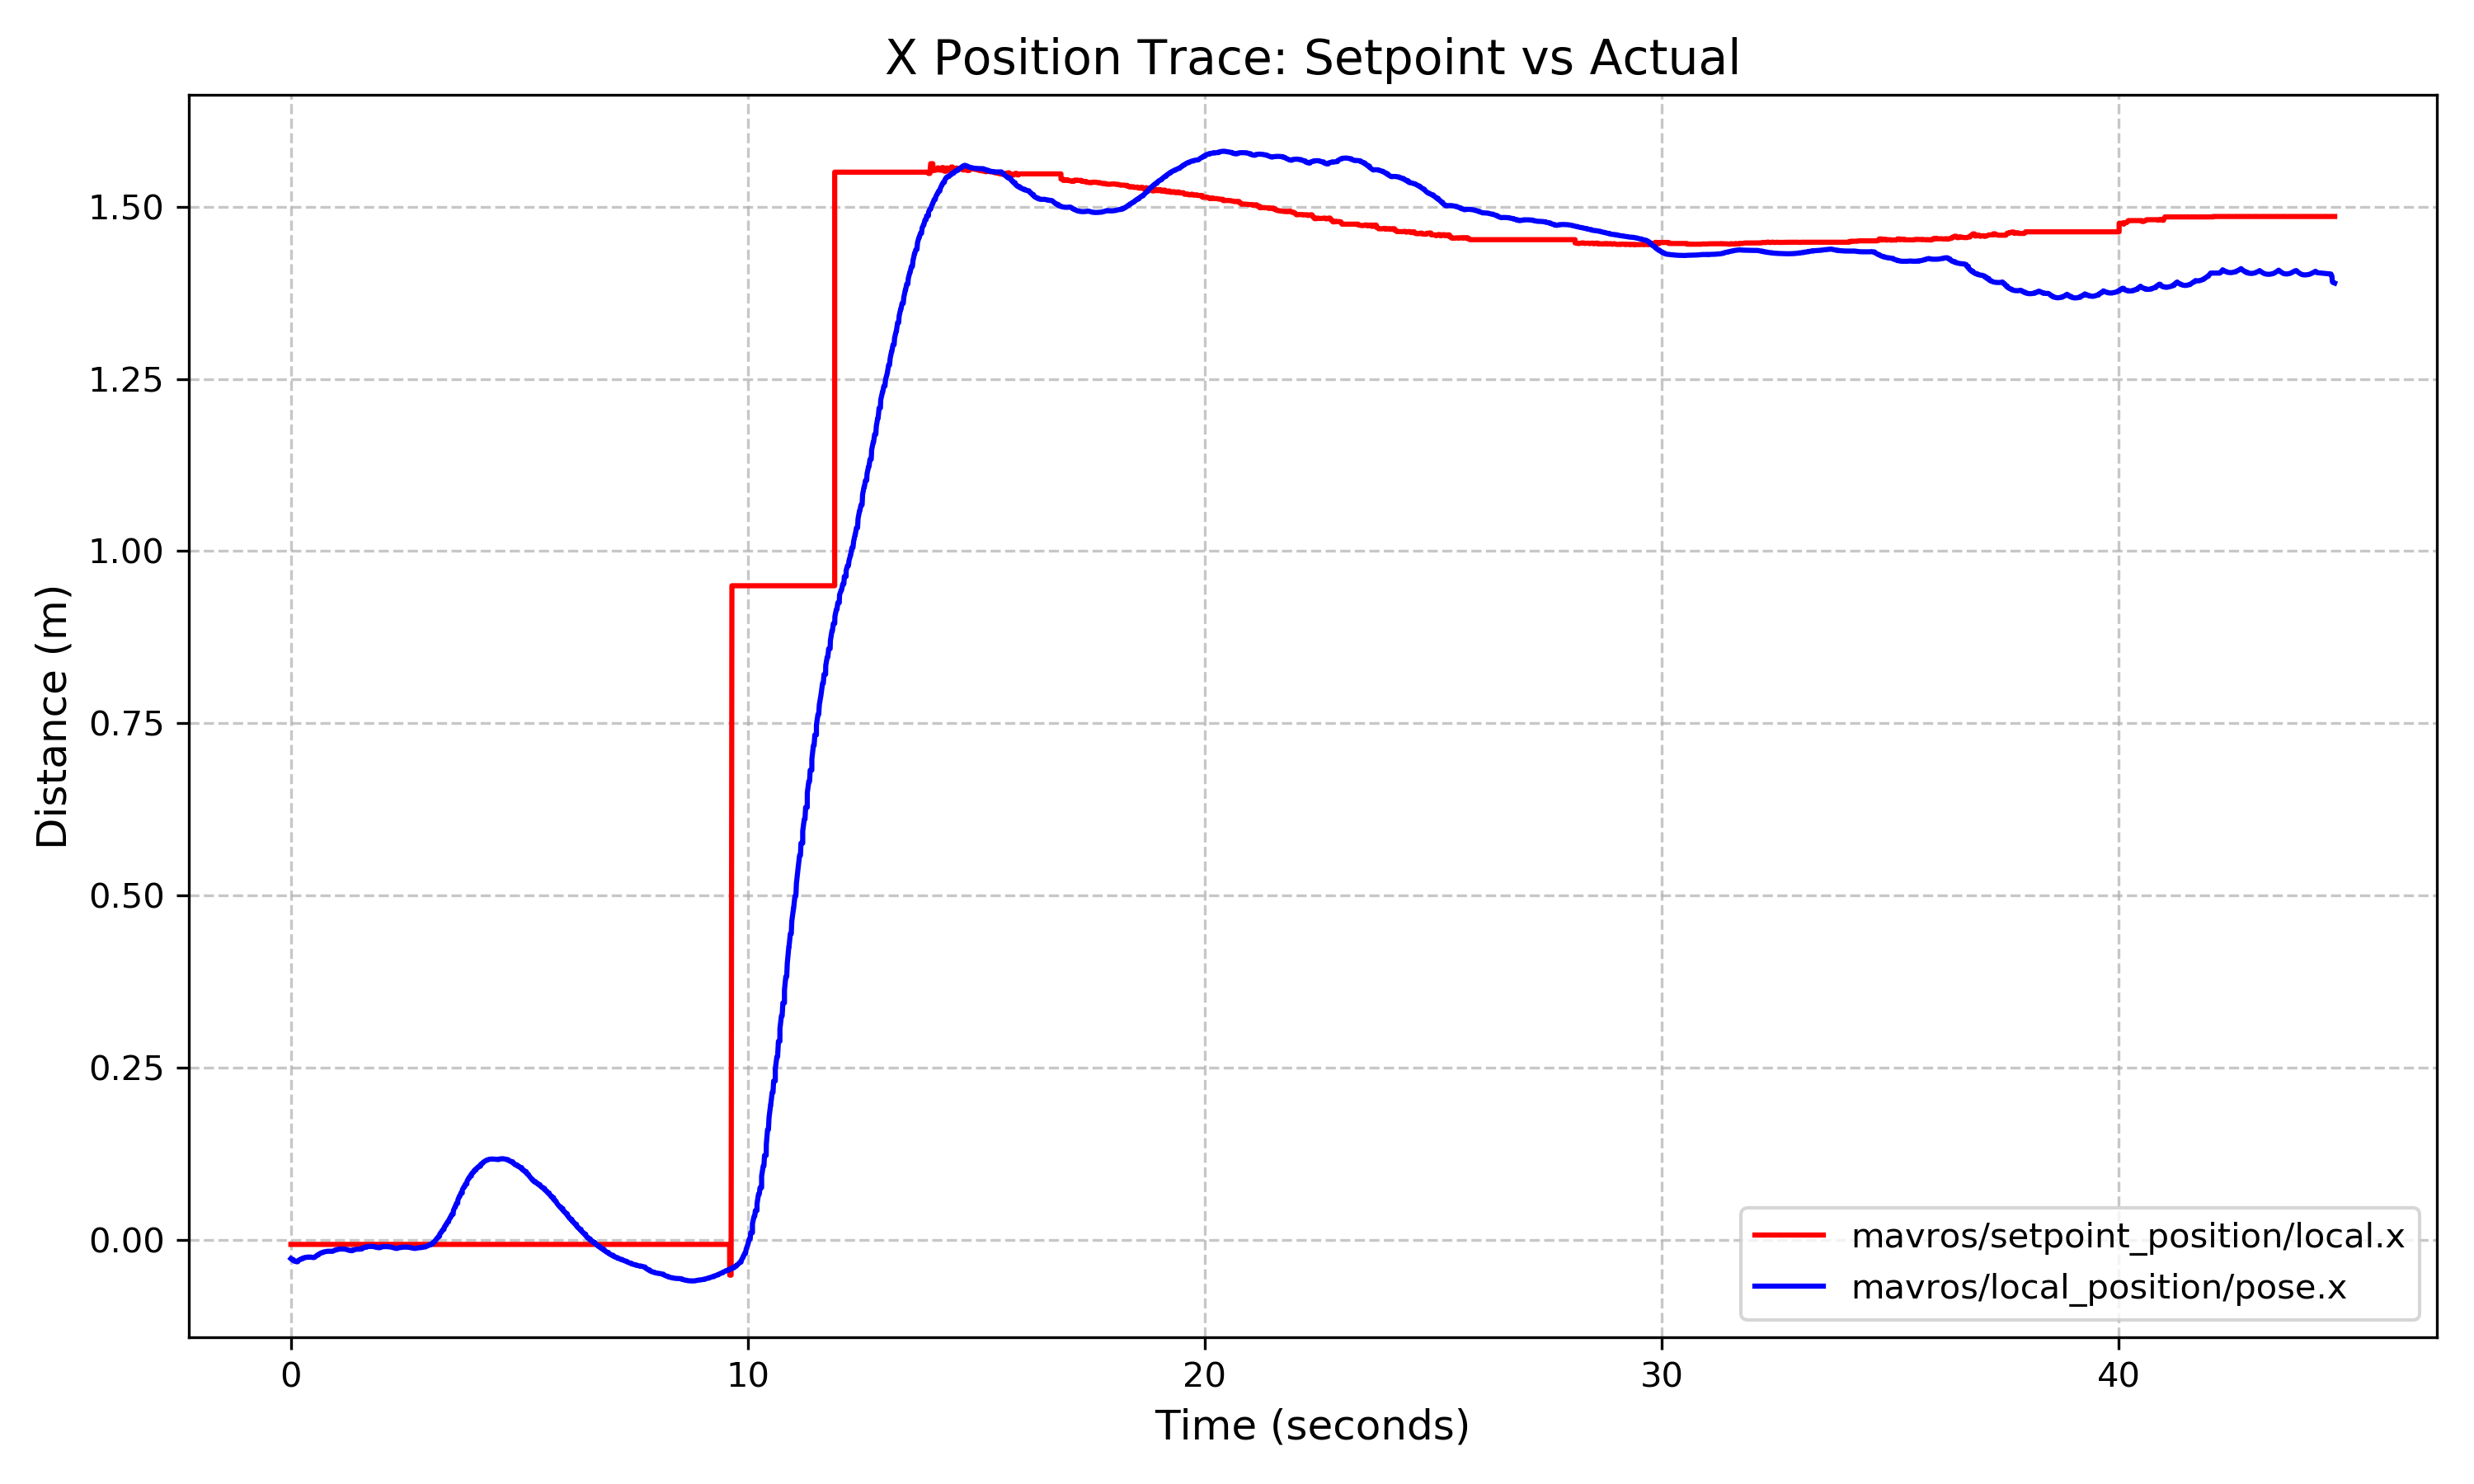 X Position Trace: Setpoint vs Actual
Distance (m)
1.50
1.25
1.00
0.75
0.50
0.25
0.00
0
10
20
30
40
Time (seconds)
mavros/setpoint_position/local.x
mavros/local_position/pose.x